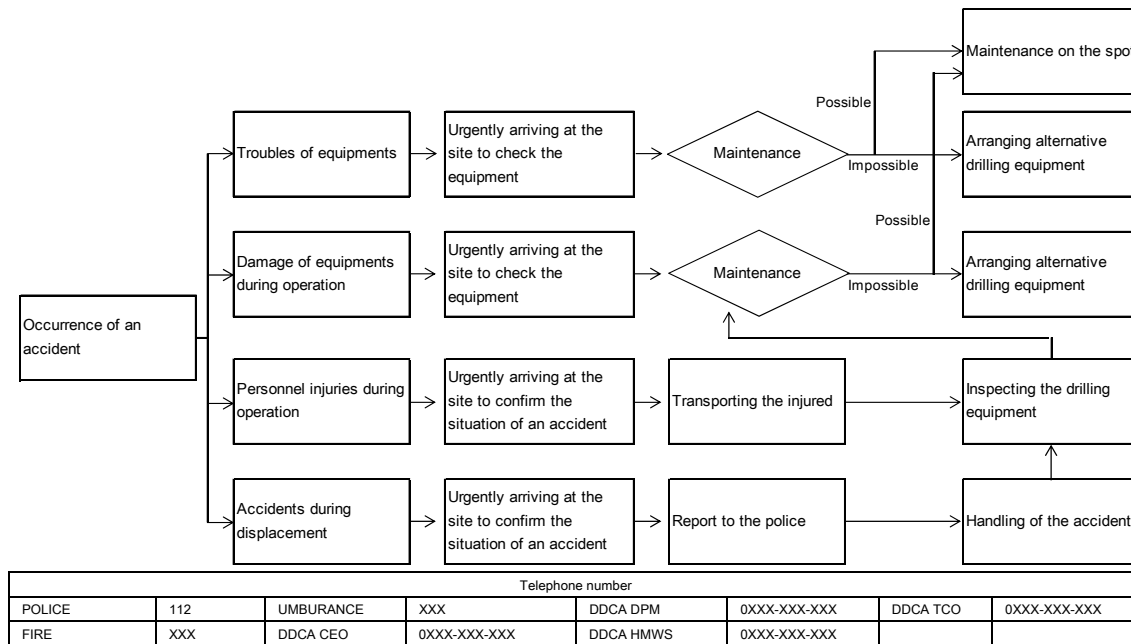 Maintenance on the spot
Possible
Troubles of equipments
Urgently arriving at the
site to check the
equipment
Maintenance
Impossible
Arranging alternative
drilling equipment
Possible
Damage of equipments
during operation
Urgently arriving at the
site to check the
equipment
Maintenance
Impossible
Arranging alternative
drilling equipment
Occurrence of an
accident
Personnel injuries during
operation
Urgently arriving at the
site to confirm the
situation of an accident
Transporting the injured
Inspecting the drilling
equipment
Accidents during
displacement
Urgently arriving at the
site to confirm the
situation of an accident
Report to the police
Handling of the accident
Telephone number
POLICE 112 UMBURANCE XXX DDCA DPM 0XXX-XXX-XXX DDCA TCO 0XXX-XXX-XXX
FIRE XXX DDCA CEO 0XXX-XXX-XXX DDCA HMWS 0XXX-XXX-XXX